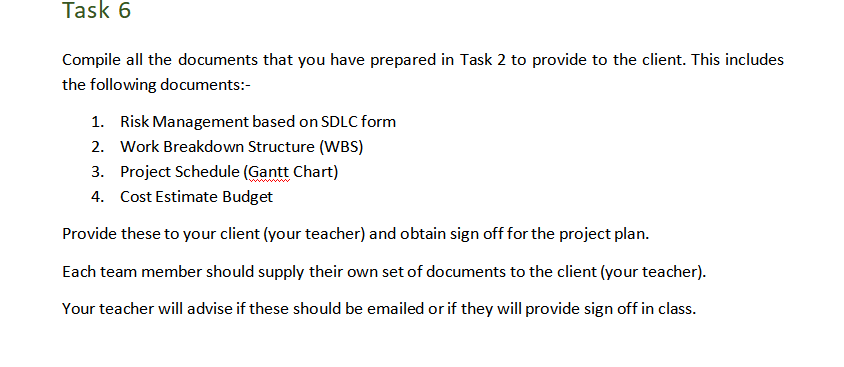 Task 6
Compile all the documents that you have prepared in Task 2 to provide to the client. This includes
the following documents:-
1. Risk Management based on SDLC form
2. Work Breakdown Structure (WBS)
3. Project Schedule (Gantt Chart)
4. Cost Estimate Budget
Provide these to your client (your teacher) and obtain sign off for the project plan.
Each team member should supply their own set of documents to the client (your teacher).
Your teacher will advise if these should be emailed or if they will provide sign off in class.